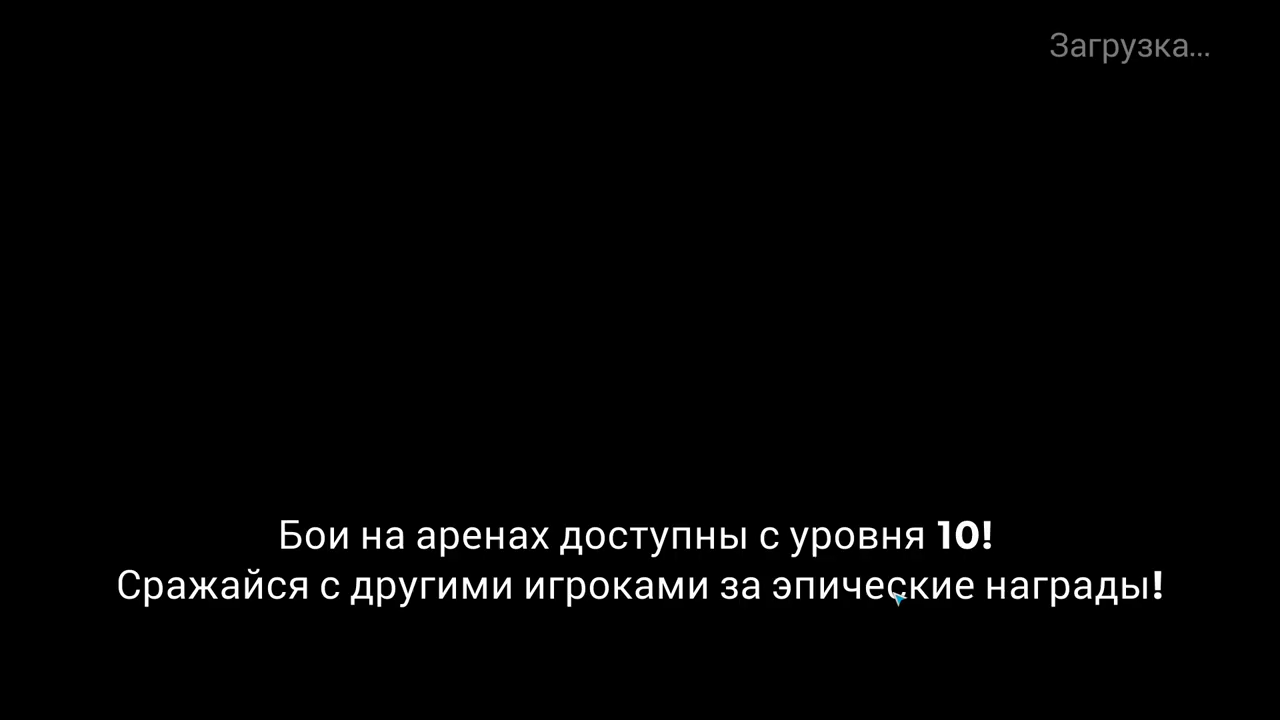 Загрузка...
Бои на аренах доступны с уровня 10!
Сражайся с другими игроками за эпические награды!